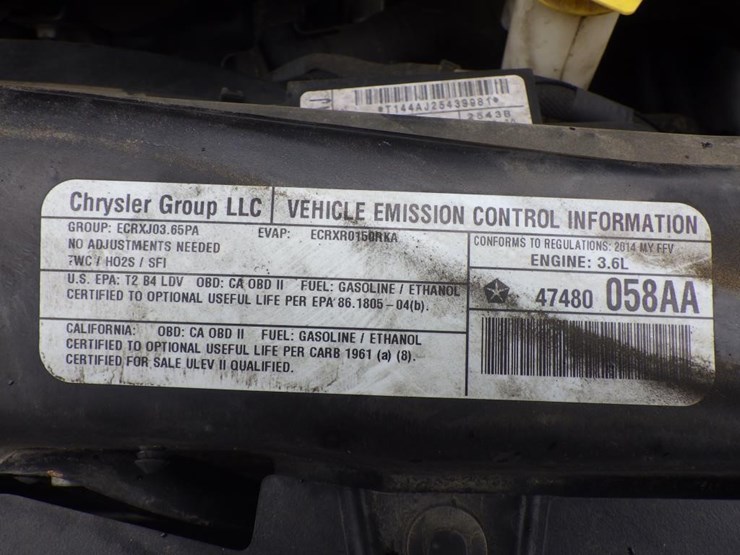 *T144AJ25439981*
2543B
Chrysler Group LLC VEHICLE EMISSION CONTROL INFORMATION
GROUP: ECRXJ03.65PA EVAP: ECRXR0150RKA
NO ADJUSTMENTS NEEDED
TWC / HO2S / SFI
CONFORMS TO REGULATIONS: 2014 MY FFV
ENGINE: 3.6L
U.S. EPA: T2 B4 LDV OBD: CA OBD II FUEL: GASOLINE / ETHANOL
CERTIFIED TO OPTIONAL USEFUL LIFE PER EPA 86.1805-04(b).
47480 058AA
CALIFORNIA: OBD: CA OBD II FUEL: GASOLINE / ETHANOL
CERTIFIED TO OPTIONAL USEFUL LIFE PER CARB 1961 (a) (8).
CERTIFIED FOR SALE ULEV II QUALIFIED.